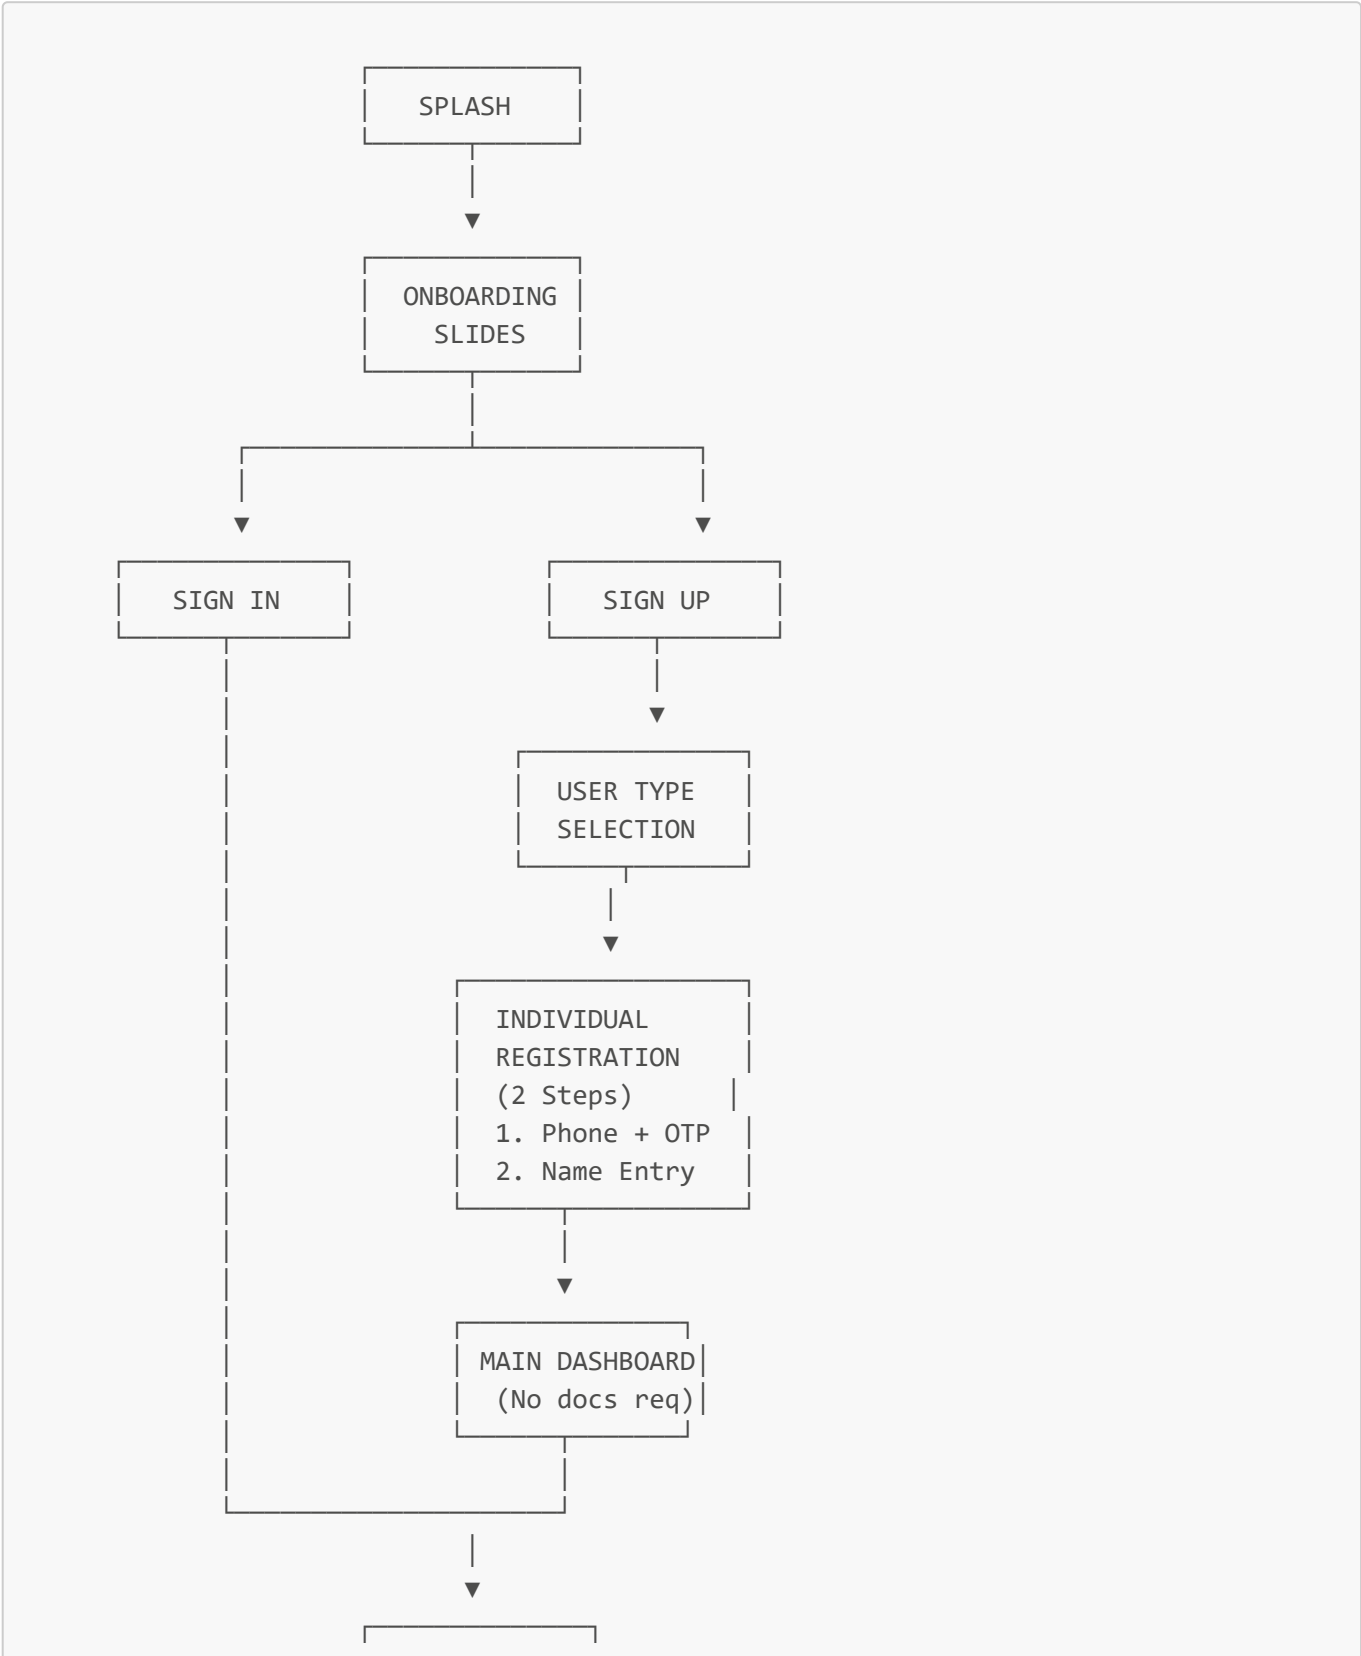 SPLASH
ONBOARDING
SLIDES
SIGN IN
SIGN UP
USER TYPE
SELECTION
INDIVIDUAL
REGISTRATION
(2 Steps)
1. Phone + OTP
2. Name Entry
MAIN DASHBOARD
(No docs req)